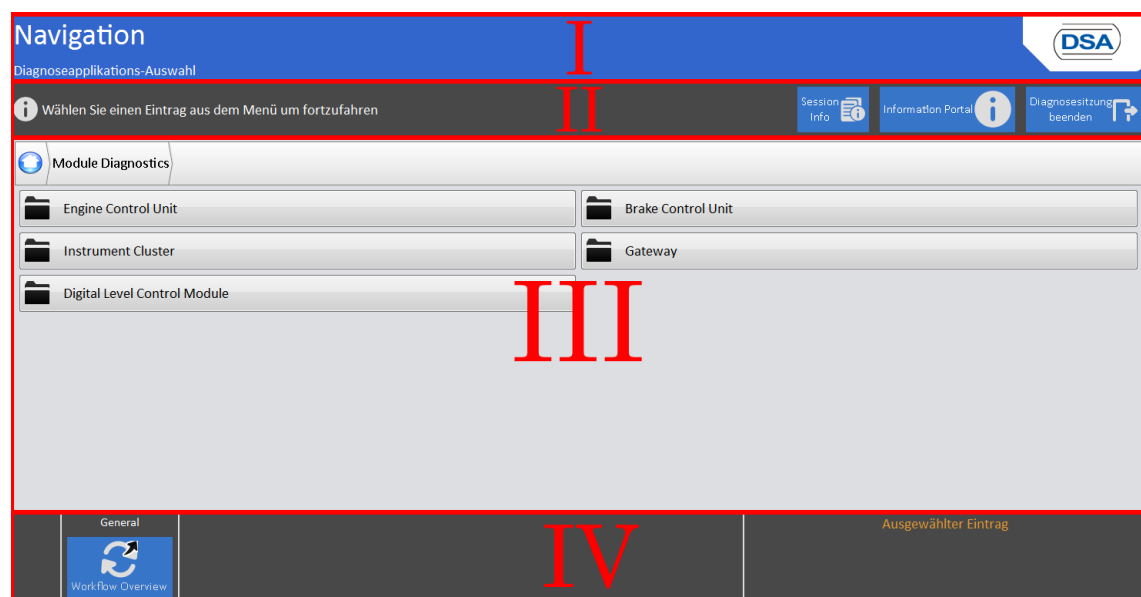 Navigation
I
DSA
Diagnoseapplikations-Auswahl
Wählen Sie einen Eintrag aus dem Menü um fortzufahren
II
Session
Info
Information Portal
Diagnosesitzung
beenden
Module Diagnostics
Engine Control Unit
Brake Control Unit
Instrument Cluster
Gateway
Digital Level Control Module
III
General
Workflow Overview
IV
Ausgewählter Eintrag